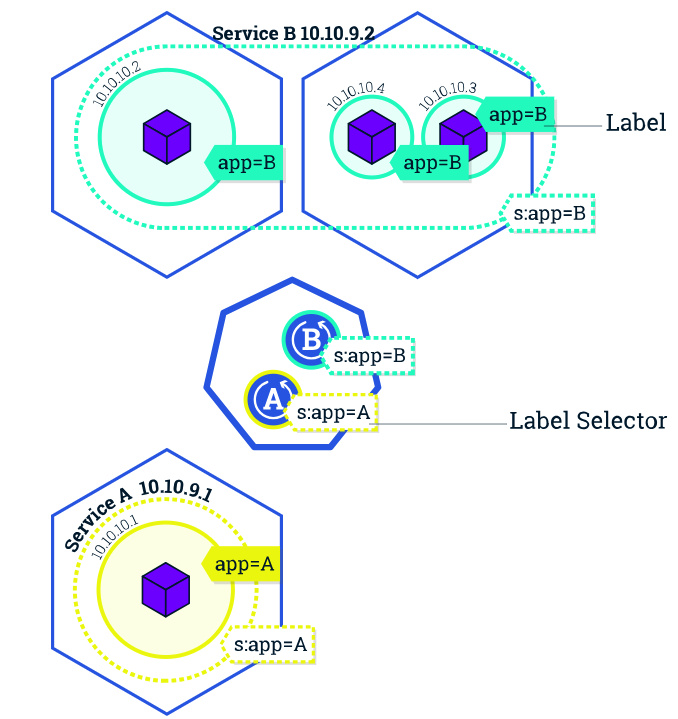 Service B 10.10.9.2
10.10.10.2
10.10.10.4
10.10.10.3
app=B
Label
app=B
app=B
s:app=B
B
s:app=B
A
s:app=A
Label Selector
Service A 10.10.9.1
10.10.10.1
app=A
s:app=A